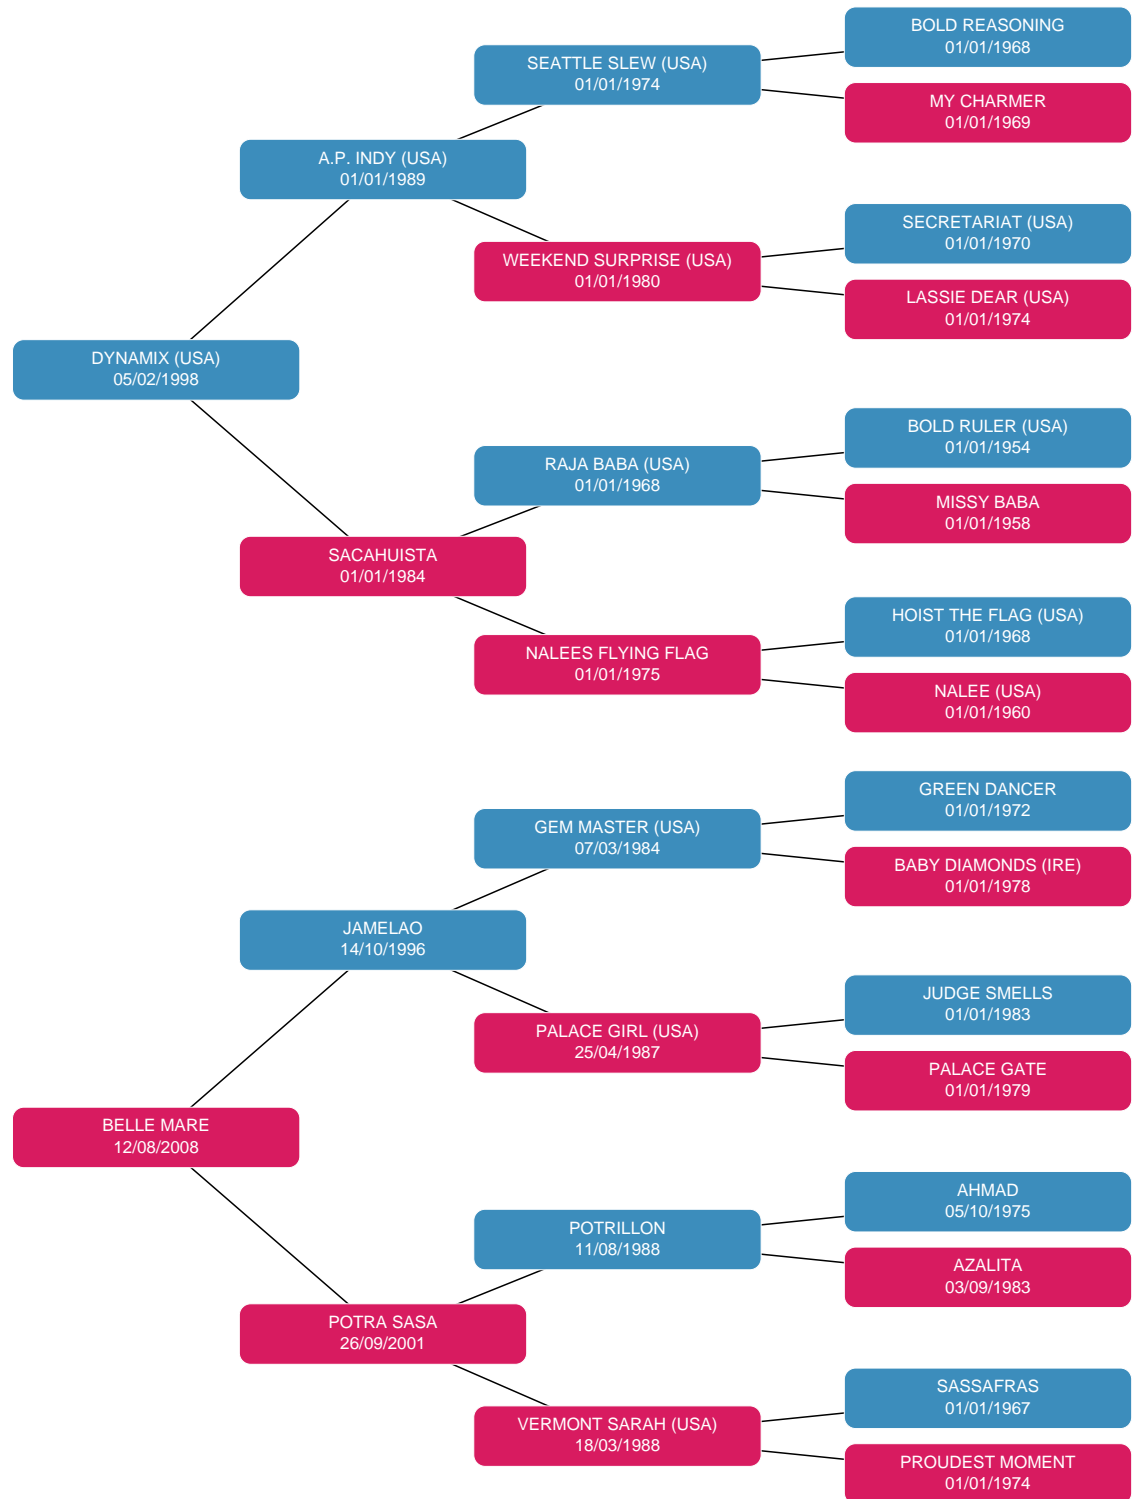 BOLD REASONING
01/01/1968
SEATTLE SLEW (USA)
01/01/1974
MY CHARMER
01/01/1969
A.P. INDY (USA)
01/01/1989
SECRETARIAT (USA)
01/01/1970
WEEKEND SURPRISE (USA)
01/01/1980
LASSIE DEAR (USA)
01/01/1974
DYNAMIX (USA)
05/02/1998
BOLD RULER (USA)
01/01/1954
RAJA BABA (USA)
01/01/1968
MISSY BABA
01/01/1958
SACAHUISTA
01/01/1984
HOIST THE FLAG (USA)
01/01/1968
NALEES FLYING FLAG
01/01/1975
NALEE (USA)
01/01/1960
GREEN DANCER
01/01/1972
GEM MASTER (USA)
07/03/1984
BABY DIAMONDS (IRE)
01/01/1978
JAMELAO
14/10/1996
JUDGE SMELLS
01/01/1983
PALACE GIRL (USA)
25/04/1987
PALACE GATE
01/01/1979
BELLE MARE
12/08/2008
AHMAD
05/10/1975
POTRILLON
11/08/1988
AZALITA
03/09/1983
POTRA SASA
26/09/2001
SASSAFRAS
01/01/1967
VERMONT SARAH (USA)
18/03/1988
PROUDEST MOMENT
01/01/1974